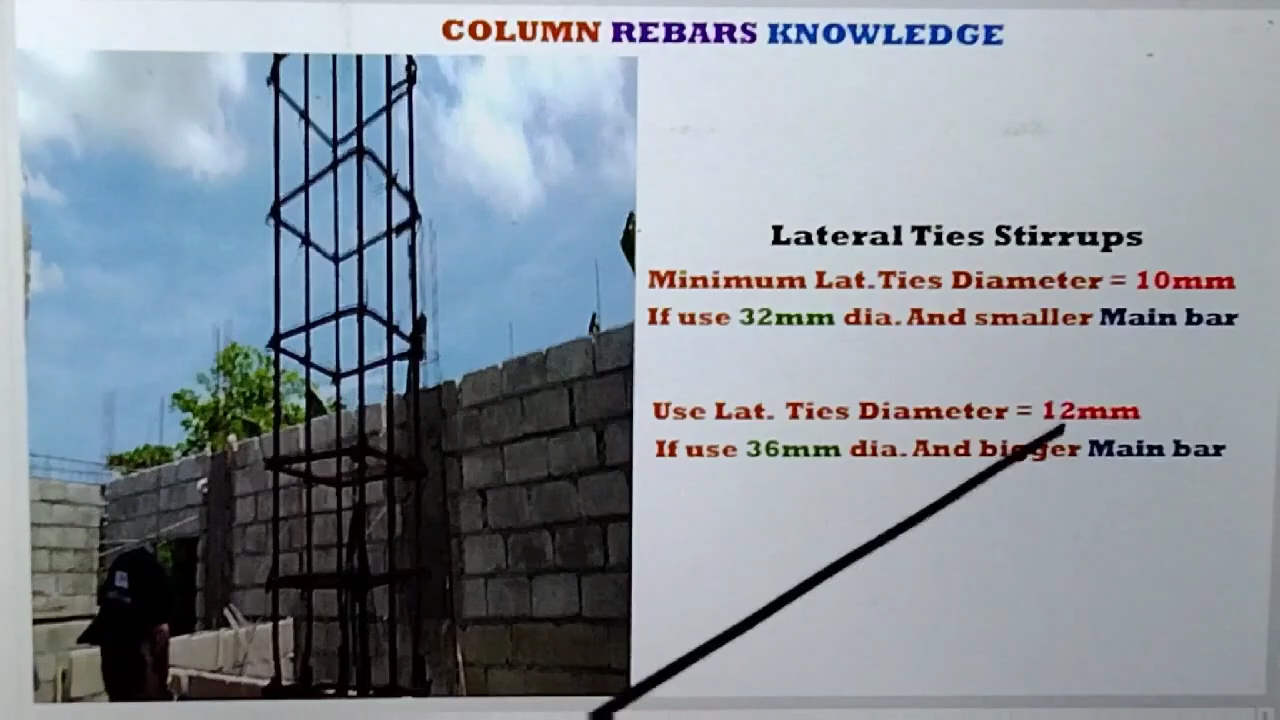 COLUMN REBARS KNOWLEDGE
Lateral Ties Stirrups
Minimum Lat.Ties Diameter = 10mm
If use 32mm dia. And smaller Main bar
Use Lat. Ties Diameter = 12mm
If use 36mm dia. And bigger Main bar